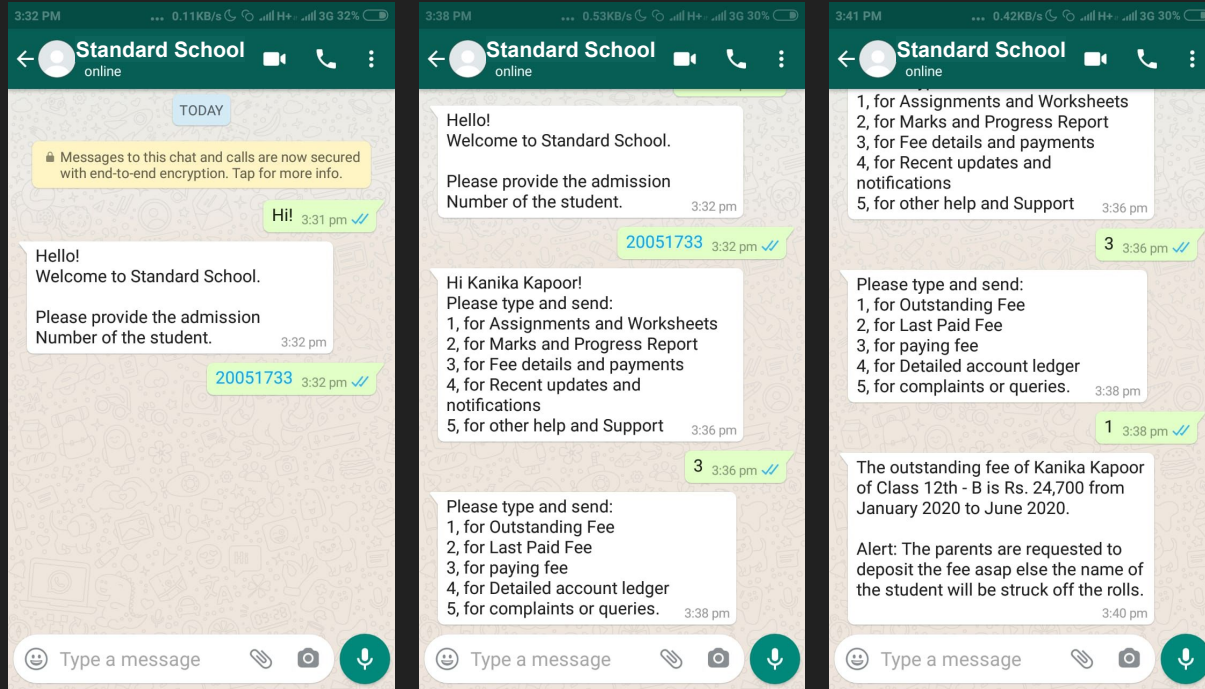 3:32 PM ... 0.11KB/s H+ 3G 32%
Standard School
online
TODAY
Messages to this chat and calls are now secured
with end-to-end encryption. Tap for more info.
Hi! 3:31 pm
Hello!
Welcome to Standard School.
Please provide the admission
Number of the student. 3:32 pm
20051733 3:32 pm
Type a message
3:38 PM ... 0.53KB/s H+ 3G 30%
Standard School
online
Hello!
Welcome to Standard School.
Please provide the admission
Number of the student. 3:32 pm
20051733 3:32 pm
Hi Kanika Kapoor!
Please type and send:
1, for Assignments and Worksheets
2, for Marks and Progress Report
3, for Fee details and payments
4, for Recent updates and
notifications
5, for other help and Support 3:36 pm
3 3:36 pm
Please type and send:
1, for Outstanding Fee
2, for Last Paid Fee
3, for paying fee
4, for Detailed account ledger
5, for complaints or queries. 3:38 pm
Type a message
3:41 PM ... 0.42KB/s H+ 3G 30%
Standard School
online
1, for Assignments and Worksheets
2, for Marks and Progress Report
3, for Fee details and payments
4, for Recent updates and
notifications
5, for other help and Support 3:36 pm
3 3:36 pm
Please type and send:
1, for Outstanding Fee
2, for Last Paid Fee
3, for paying fee
4, for Detailed account ledger
5, for complaints or queries. 3:38 pm
1 3:38 pm
The outstanding fee of Kanika Kapoor
of Class 12th - B is Rs. 24,700 from
January 2020 to June 2020.
Alert: The parents are requested to
deposit the fee asap else the name of
the student will be struck off the rolls.
3:40 pm
Type a message